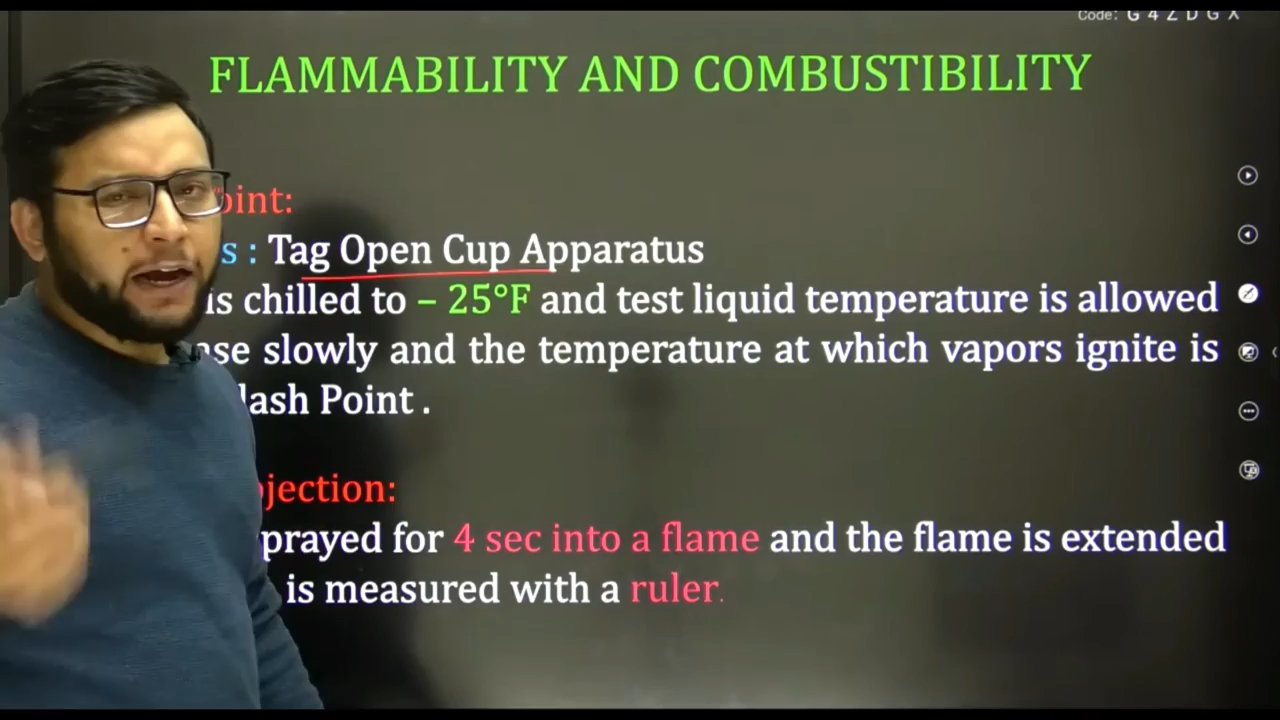 Code: G 4 Z D G X
FLAMMABILITY AND COMBUSTIBILITY
oint:
s : Tag Open Cup Apparatus
is chilled to – 25°F and test liquid temperature is allowed
se slowly and the temperature at which vapors ignite is
lash Point .
jection:
prayed for 4 sec into a flame and the flame is extended
is measured with a ruler.